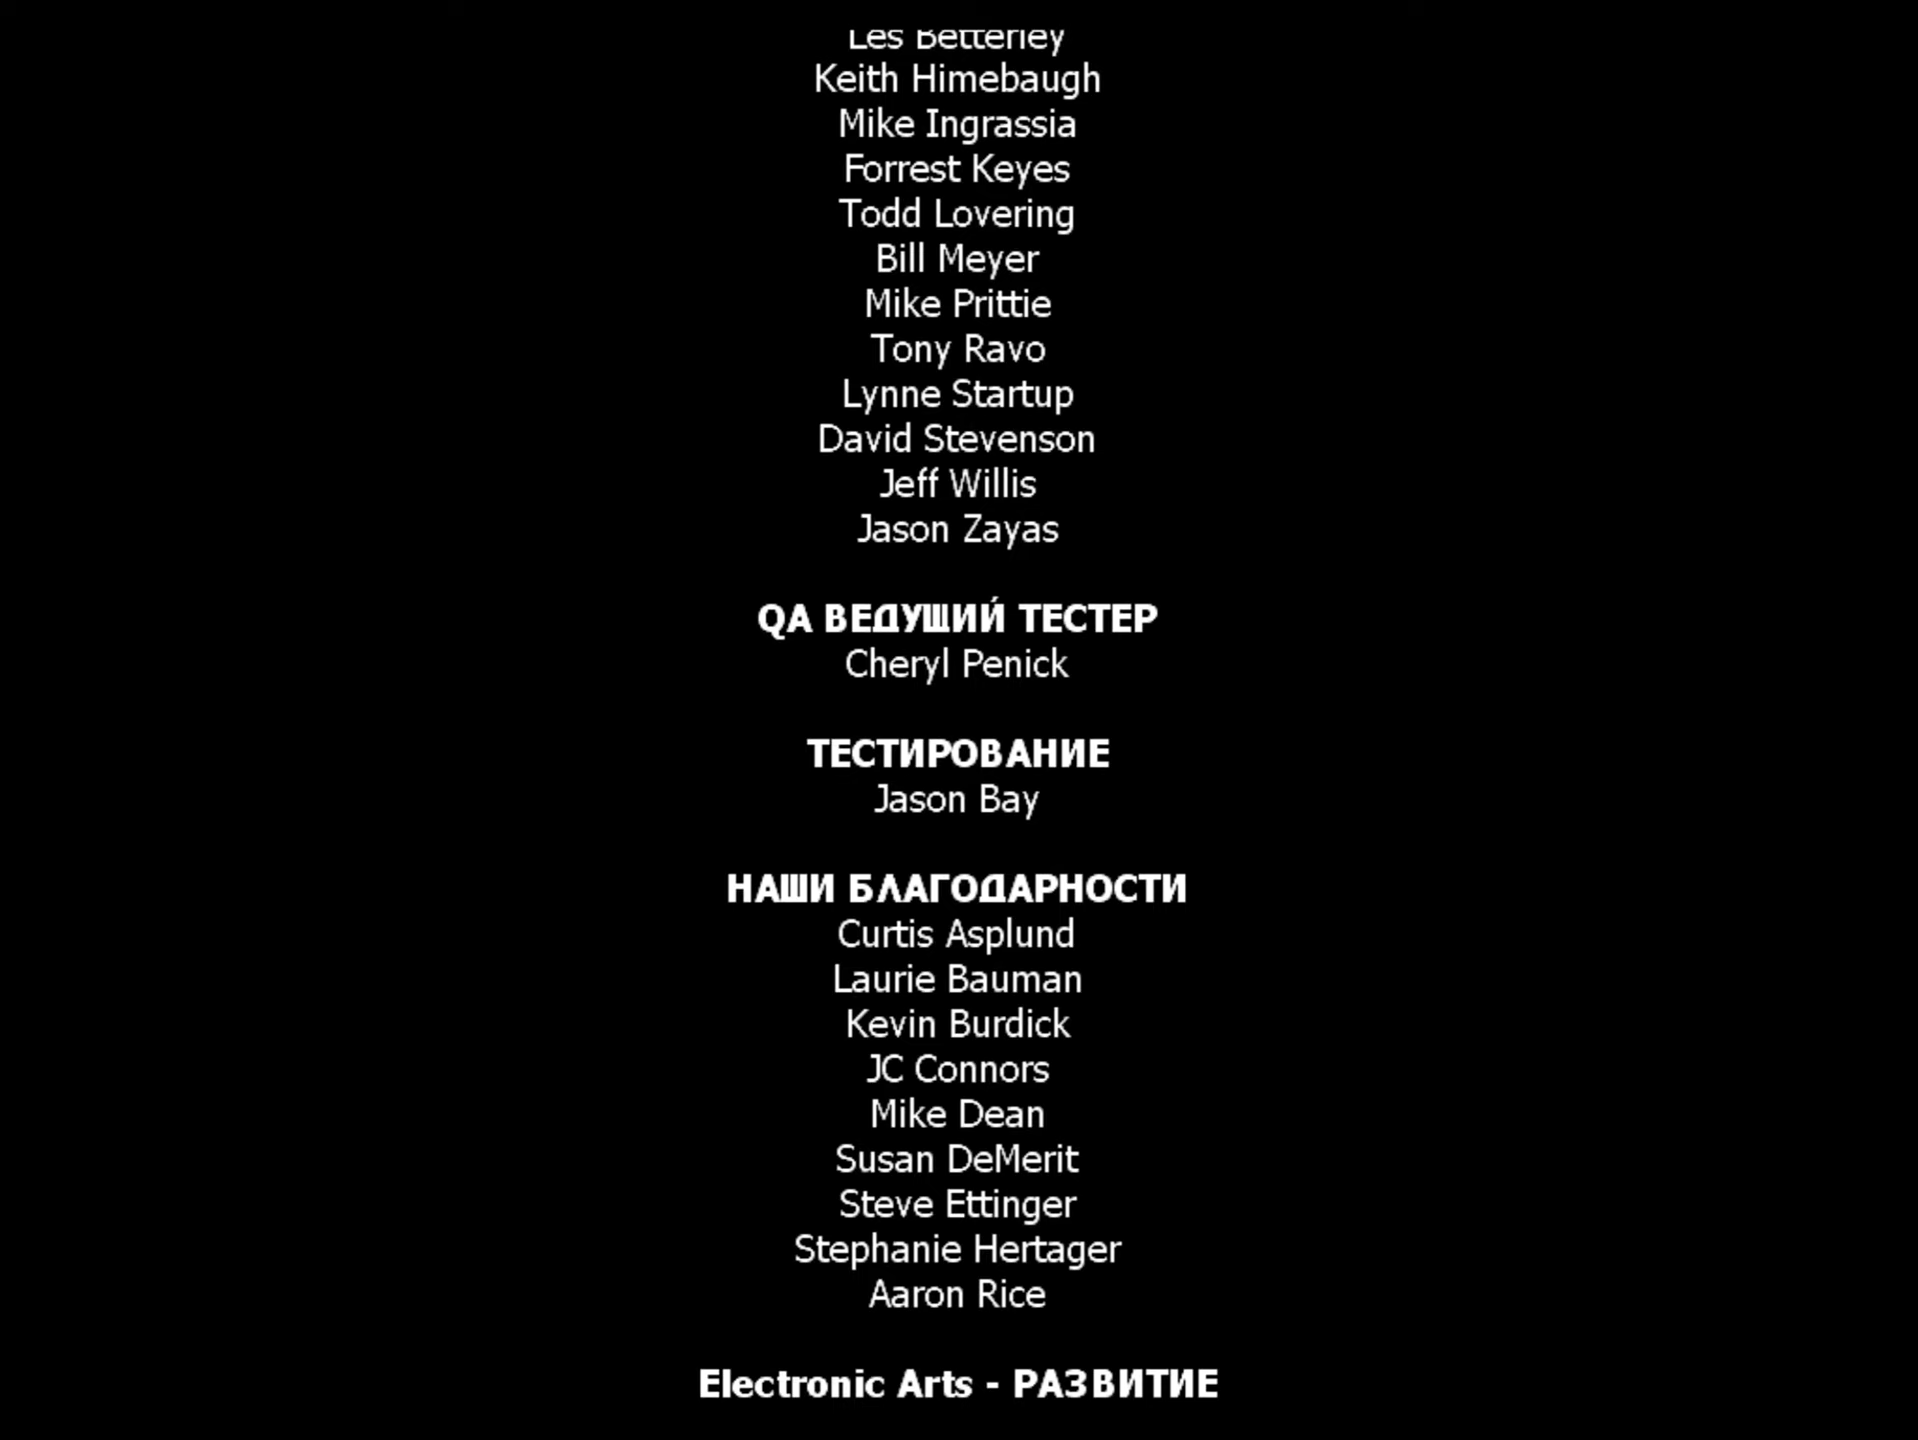 Les Betterley
Keith Himebaugh
Mike Ingrassia
Forrest Keyes
Todd Lovering
Bill Meyer
Mike Prittie
Tony Ravo
Lynne Startup
David Stevenson
Jeff Willis
Jason Zayas
QA ВЕДУЩИЙ ТЕСТЕР
Cheryl Penick
ТЕСТИРОВАНИЕ
Jason Bay
НАШИ БЛАГОДАРНОСТИ
Curtis Asplund
Laurie Bauman
Kevin Burdick
JC Connors
Mike Dean
Susan DeMerit
Steve Ettinger
Stephanie Hertager
Aaron Rice
Electronic Arts - РАЗВИТИЕ